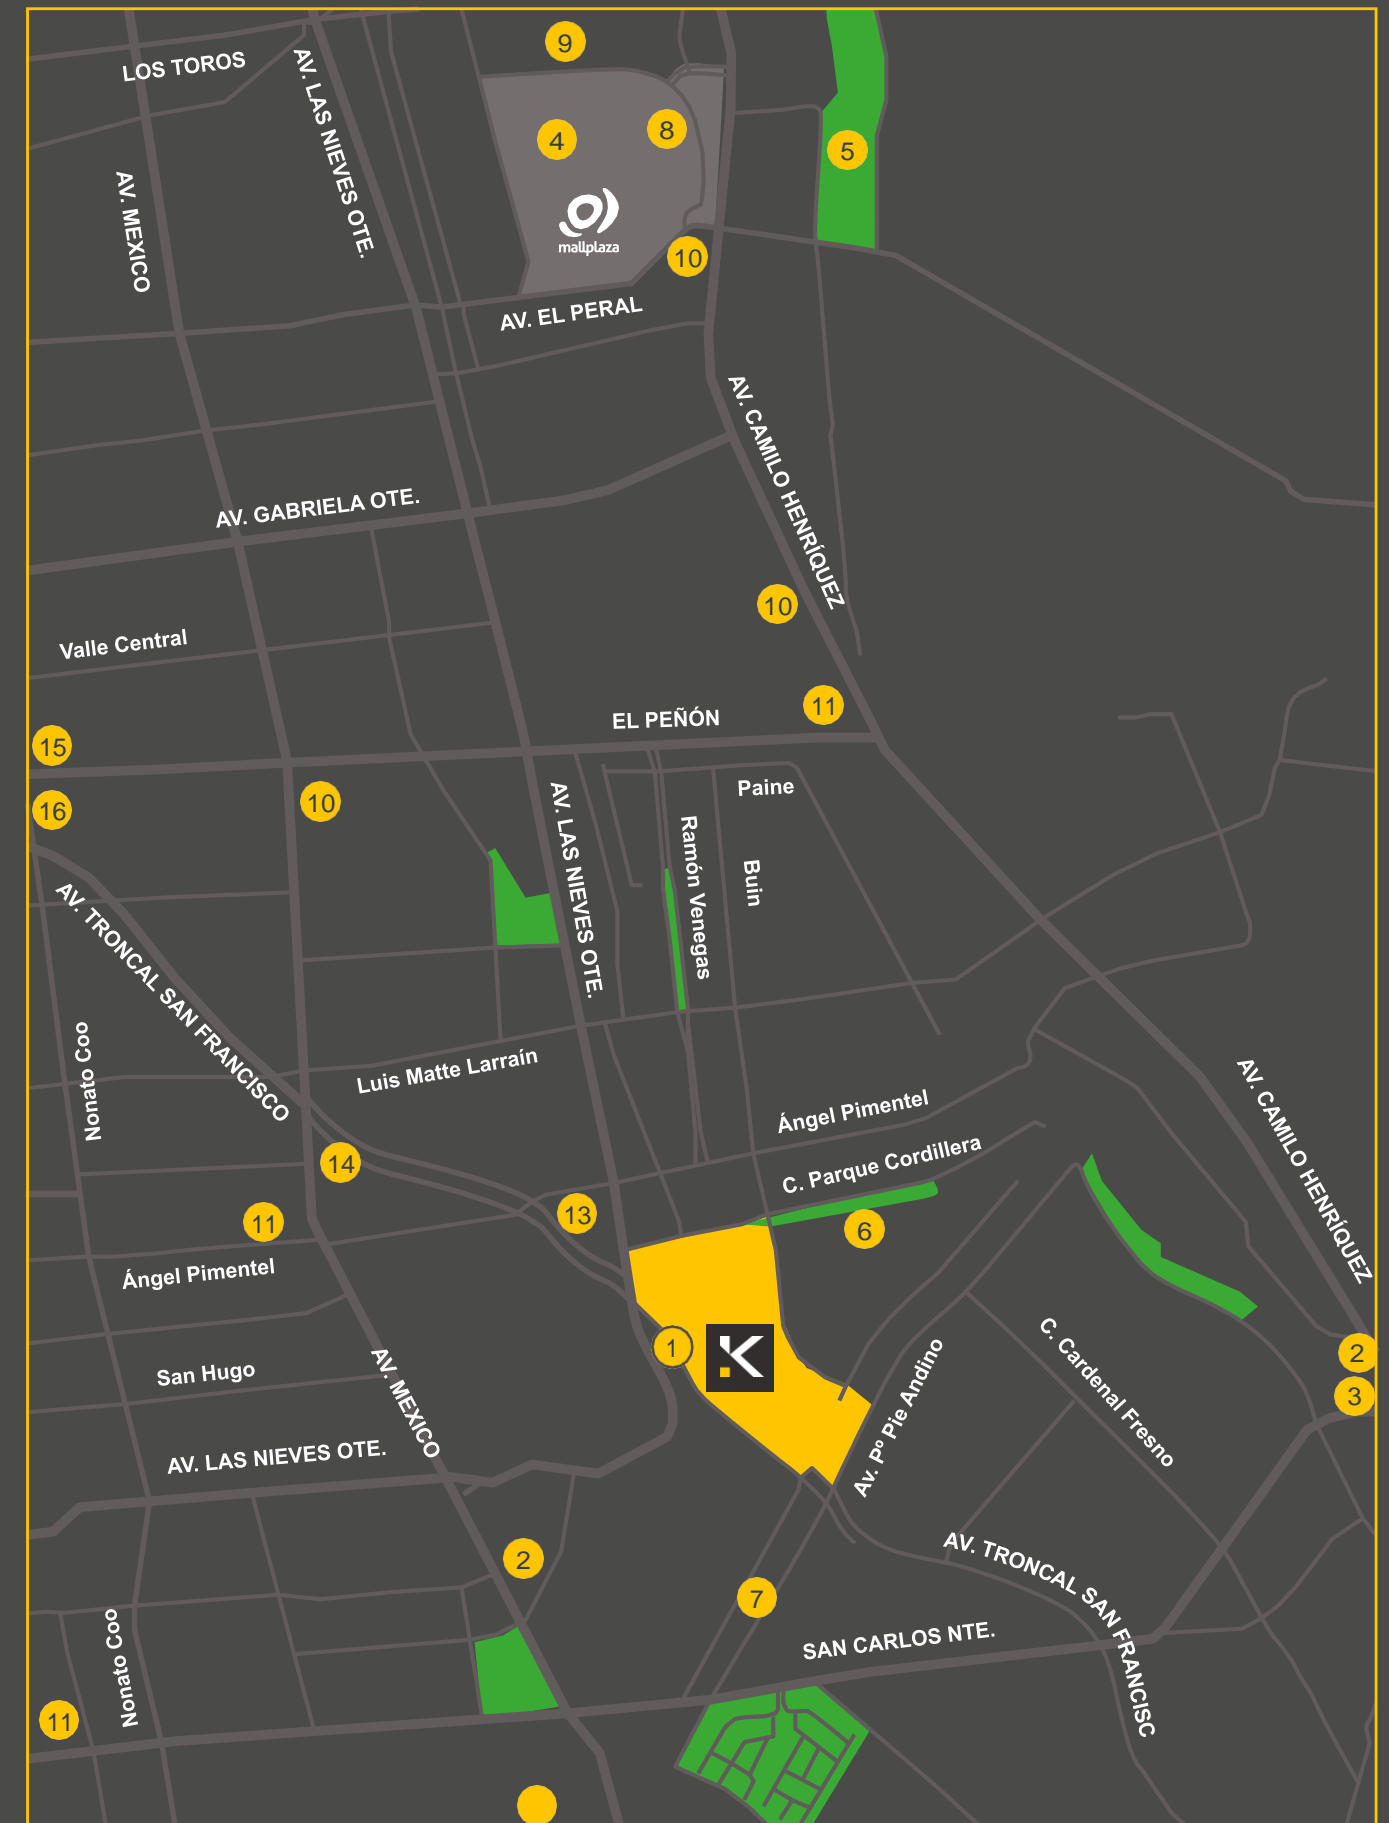 9
LOS TOROS
AV. LAS NIEVES OTE.
4
8
5
AV. MEXICO
mallplaza
10
AV. EL PERAL
AV. CAMILO HENRÍQUEZ
AV. GABRIELA OTE.
10
Valle Central
11
EL PEÑÓN
15
Paine
16
10
AV. LAS NIEVES OTE.
Ramón Venegas
Buin
AV. TRONCAL SAN FRANCISCO
Nonato Coo
Luis Matte Larraín
Ángel Pimentel
AV. CAMILO HENRÍQUEZ
C. Parque Cordillera
14
13
11
6
Ángel Pimentel
1
K
C. Cardenal Fresno
2
San Hugo
AV. MEXICO
Av. Pº Pie Andino
3
AV. LAS NIEVES OTE.
2
AV. TRONCAL SAN FRANCISC
7
Nonato Coo
SAN CARLOS NTE.
11